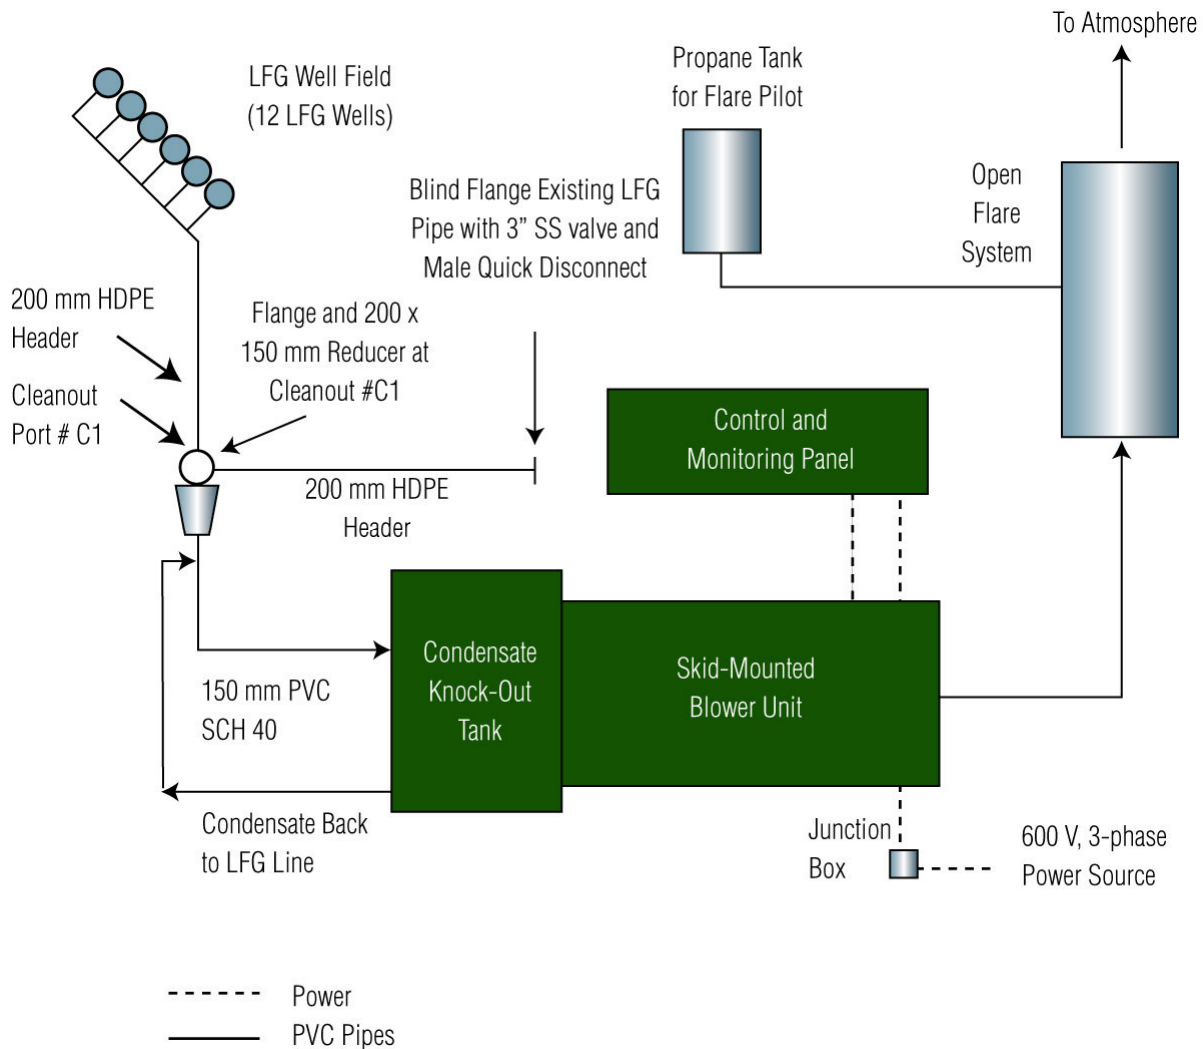 To Atmosphere
LFG Well Field
(12 LFG Wells)
Propane Tank
for Flare Pilot
Blind Flange Existing LFG
Pipe with 3” SS valve and
Male Quick Disconnect
Open
Flare
System
200 mm HDPE
Header
Flange and 200 x
150 mm Reducer at
Cleanout #C1
Cleanout
Port # C1
200 mm HDPE
Header
Control and
Monitoring Panel
Condensate
Knock-Out
Tank
Skid-Mounted
Blower Unit
150 mm PVC
SCH 40
Condensate Back
to LFG Line
Junction
Box
600 V, 3-phase
Power Source
Power
PVC Pipes